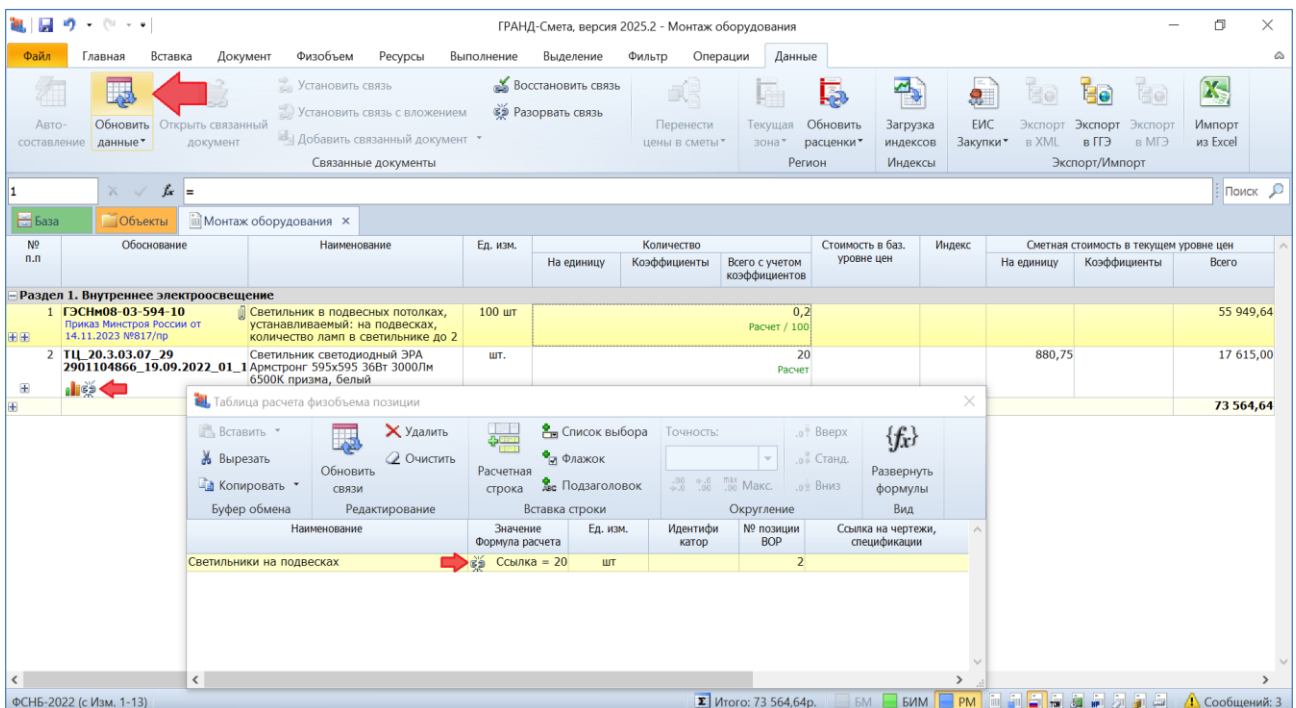 ГРАНД-Смета, версия 2025.2 - Монтаж оборудования
Файл Главная Вставка Документ Физобъем Ресурсы Выполнение Выделение Фильтр Операции Данные
Авто-
составление
Обновить
данные
Открыть связанный
документ
Установить связь
Установить связь с вложением
Добавить связанный документ
Восстановить связь
Разорвать связь
Связанные документы
Перенести
цены в сметы
Текущая
зона
Обновить
расценки
Регион
Загрузка
индексов
Индексы
ЕИС
Закупки
Экспорт
в XML
Экспорт
в ГГЭ
Экспорт
в МГЭ
Импорт
из Excel
Экспорт/Импорт
1 fx = Поиск
База Объекты Монтаж оборудования ×
№
п.п
Обоснование
Наименование
Ед. изм.
Количество
На единицу
Коэффициенты
Всего с учетом
коэффициентов
Стоимость в баз.
уровне цен
Индекс
Сметная стоимость в текущем уровне цен
На единицу
Коэффициенты
Всего
Раздел 1. Внутреннее электроосвещение
1 ГЭСНм08-03-594-10 Светильник в подвесных потолках, 100 шт 0,2 55 949,64
Приказ Минстроя России от устанавливаемый: на подвесках, Расчет / 100
14.11.2023 №817/пр количество ламп в светильнике до 2
2 ТЦ_20.3.03.07_29 Светильник светодиодный ЭРА шт. 20 880,75 17 615,00
2901104866_19.09.2022_01_1 Армстронг 595x595 36Вт 3000Лм Расчет
6500К призма, белый
73 564,64
Таблица расчета физобъема позиции
Вставить
Вырезать
Копировать
Буфер обмена
Обновить
связи
Удалить
Очистить
Редактирование
Расчетная
строка
Список выбора
Флажок
Подзаголовок
Вставка строки
Точность:
Макс.
Вверх
Станд.
Вниз
Округление
{fx}
Развернуть
формулы
Вид
Наименование
Значение
Формула расчета
Ед. изм.
Идентифи
катор
№ позиции
ВОР
Ссылка на чертежи,
спецификации
Светильники на подвесках Ссылка = 20 шт 2
ФСНБ-2022 (с Изм. 1-13) Σ Итого: 73 564,64р. БМ БИМ РМ Сообщений: 3